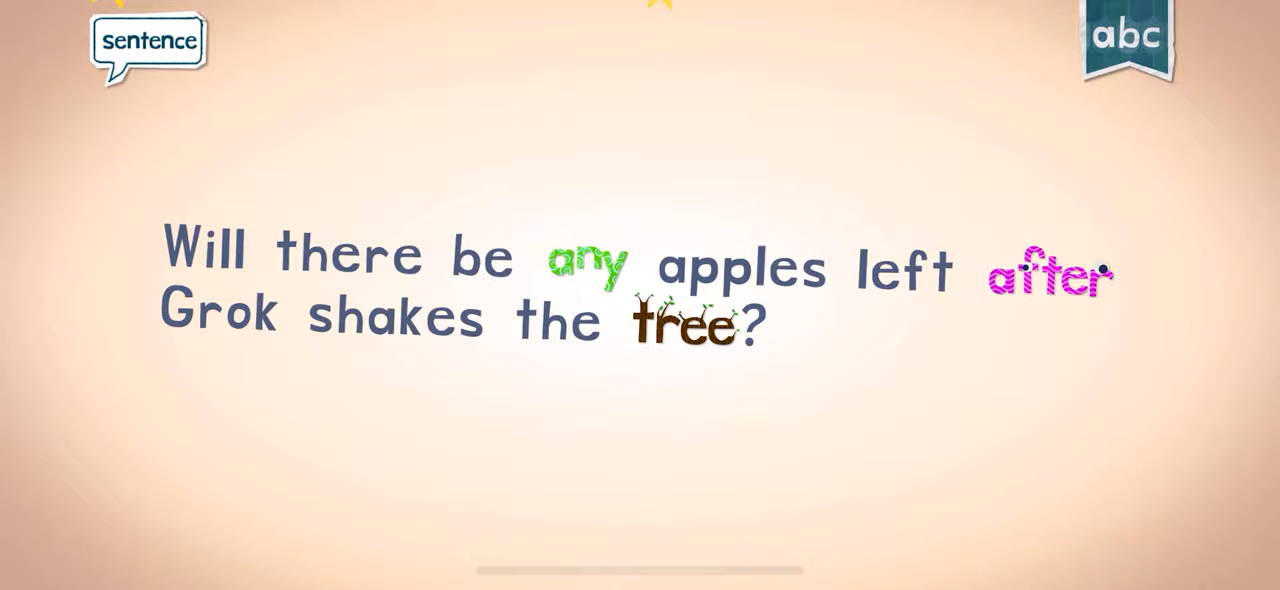 sentence
abc
Will there be any apples left after
Grok shakes the tree?